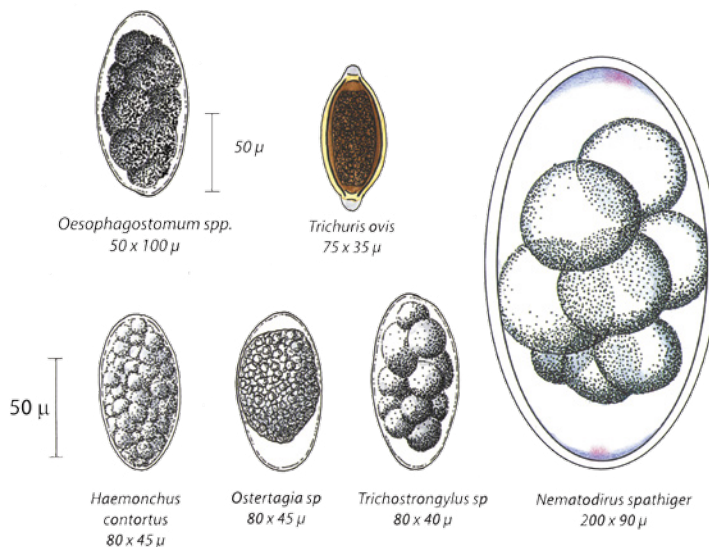 50 μ
Oesophagostomum spp.
50 x 100 μ
Trichuris ovis
75 x 35 μ
50 μ
Haemonchus
contortus
80 x 45 μ
Ostertagia sp
80 x 45 μ
Trichostrongylus sp
80 x 40 μ
Nematodirus spathiger
200 x 90 μ